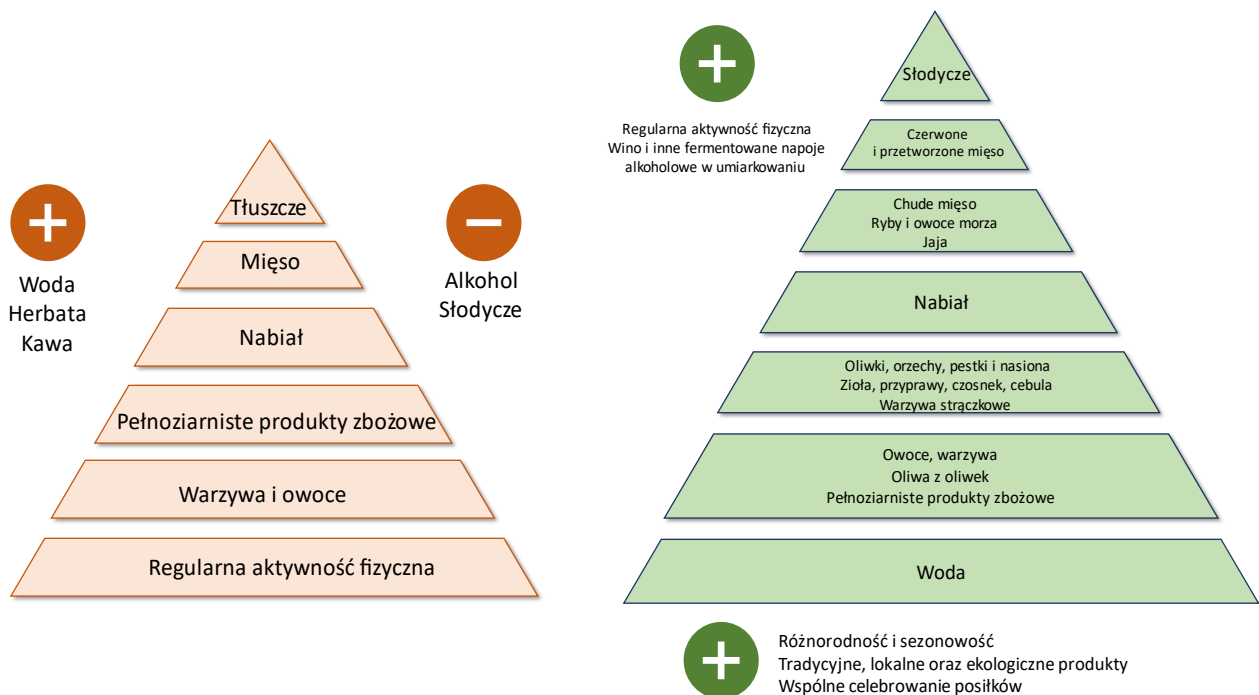 Woda
Herbata
Kawa
Tłuszcze
Mięso
Nabiał
Pełnoziarniste produkty zbożowe
Warzywa i owoce
Regularna aktywność fizyczna
Alkohol
Słodycze
Regularna aktywność fizyczna
Wino i inne fermentowane napoje
alkoholowe w umiarkowaniu
Słodycze
Czerwone
i przetworzone mięso
Chude mięso
Ryby i owoce morza
Jaja
Nabiał
Oliwki, orzechy, pestki i nasiona
Zioła, przyprawy, czosnek, cebula
Warzywa strączkowe
Owoce, warzywa
Oliwa z oliwek
Pełnoziarniste produkty zbożowe
Woda
Różnorodność i sezonowość
Tradycyjne, lokalne oraz ekologiczne produkty
Wspólne celebrowanie posiłków